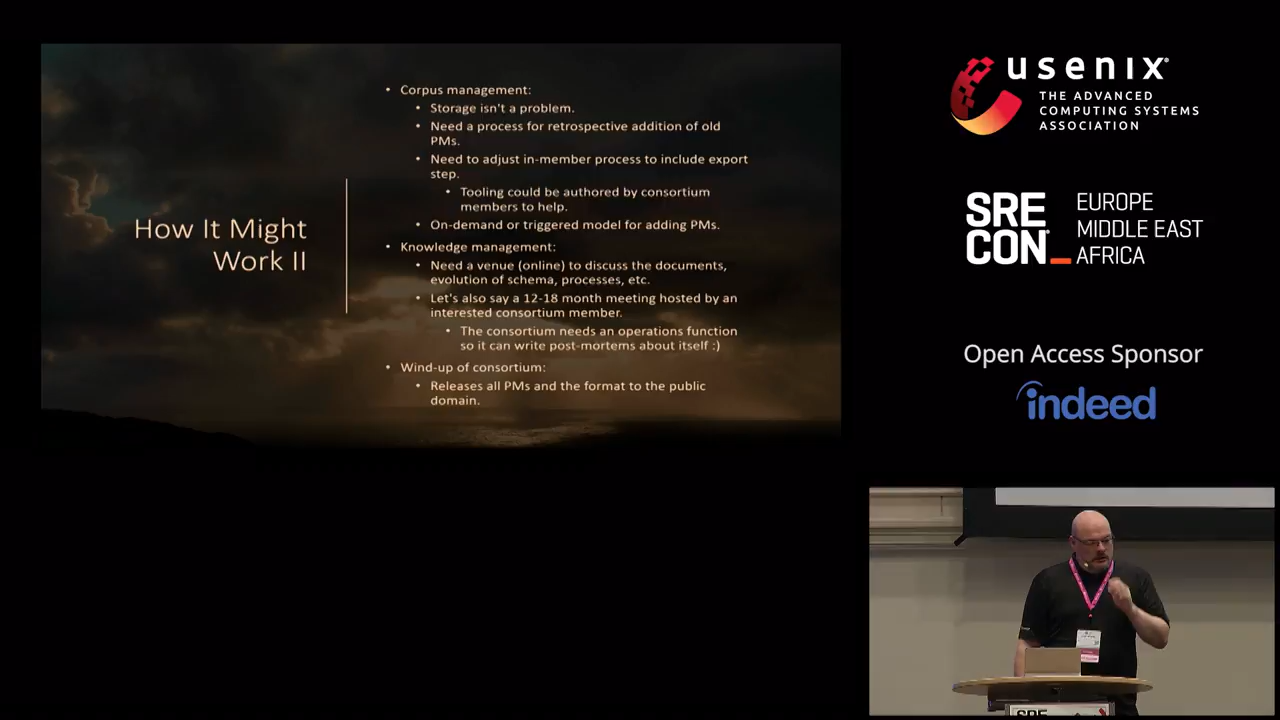 How It Might
Work II
• Corpus management:
• Storage isn't a problem.
• Need a process for retrospective addition of old
PMs.
• Need to adjust in-member process to include export
step.
• Tooling could be authored by consortium
members to help.
• On-demand or triggered model for adding PMs.
• Knowledge management:
• Need a venue (online) to discuss the documents,
evolution of schema, processes, etc.
• Let's also say a 12-18 month meeting hosted by an
interested consortium member.
• The consortium needs an operations function
so it can write post-mortems about itself :)
• Wind-up of consortium:
• Releases all PMs and the format to the public
domain.
usenix
THE ADVANCED
COMPUTING SYSTEMS
ASSOCIATION
SRE
CON
EUROPE
MIDDLE EAST
AFRICA
Open Access Sponsor
indeed
SRE